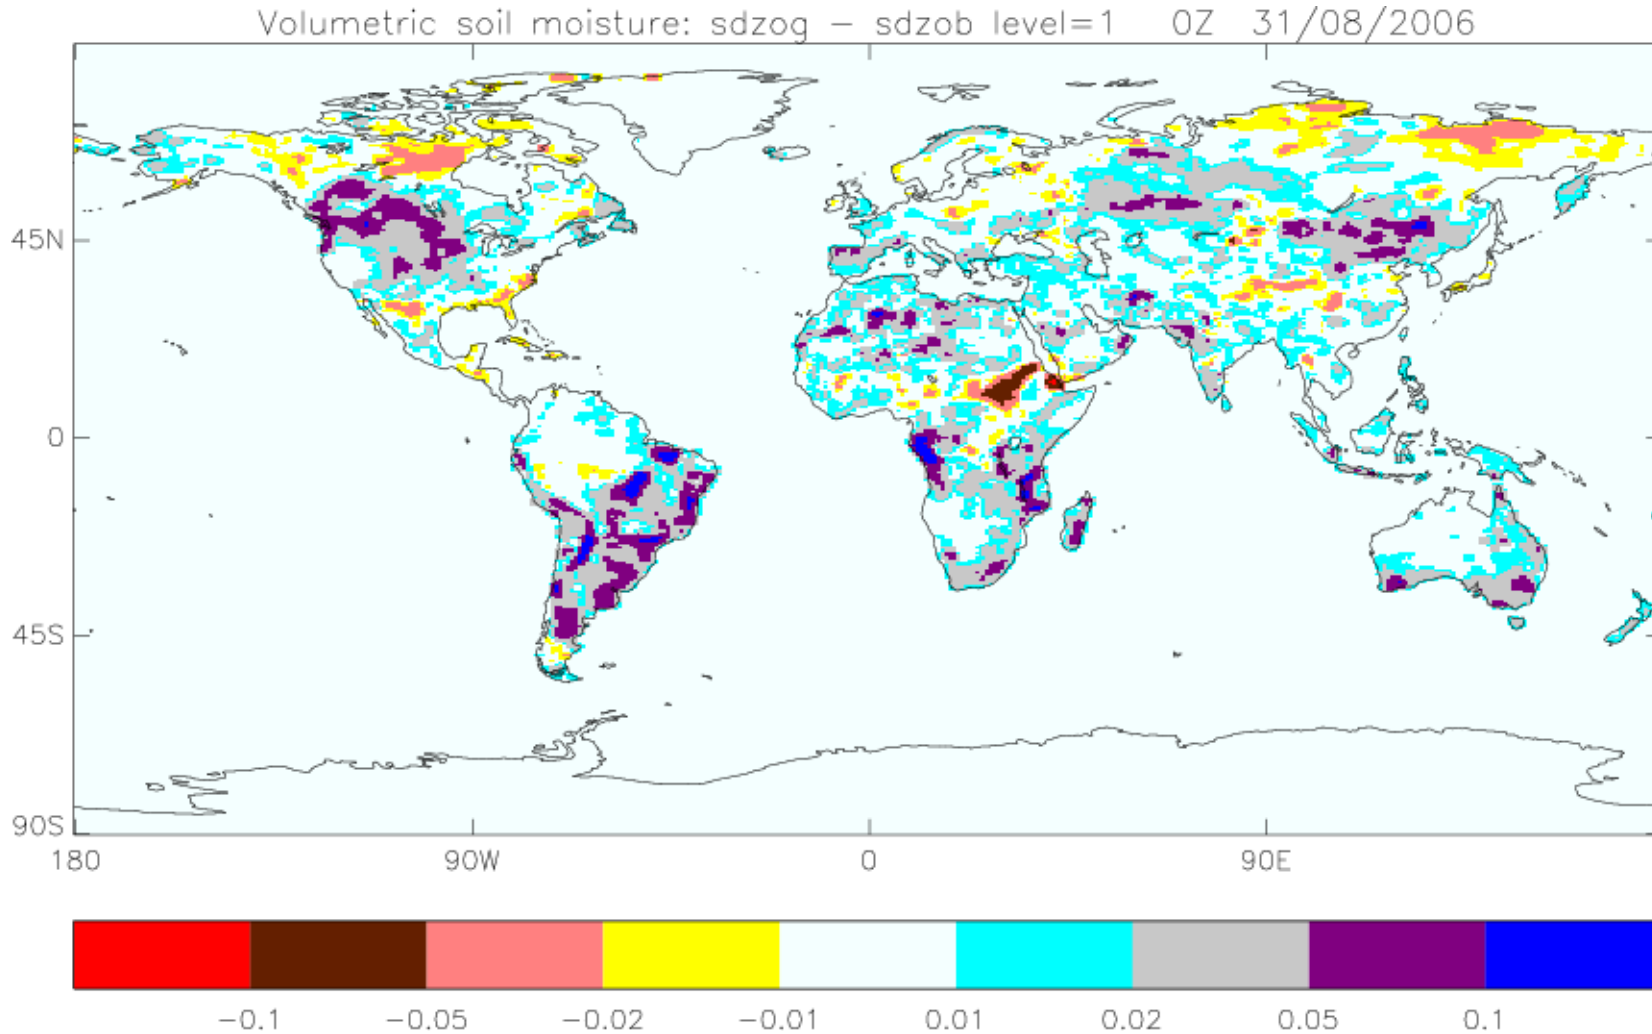 Volumetric soil moisture: sdzog − sdzob level=1 0Z 31/08/2006
45N
0
45S
90S
180 90W 0 90E
−0.1 −0.05 −0.02 −0.01 0.01 0.02 0.05 0.1